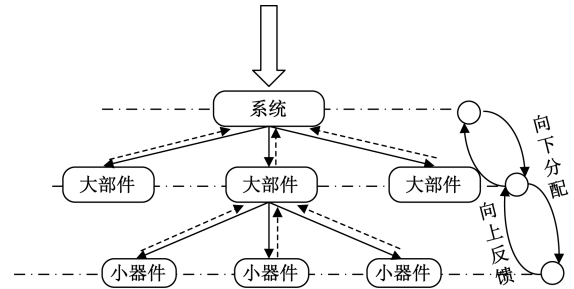 系统
大部件 大部件 大部件
小器件 小器件 小器件
向下分配
向上反馈